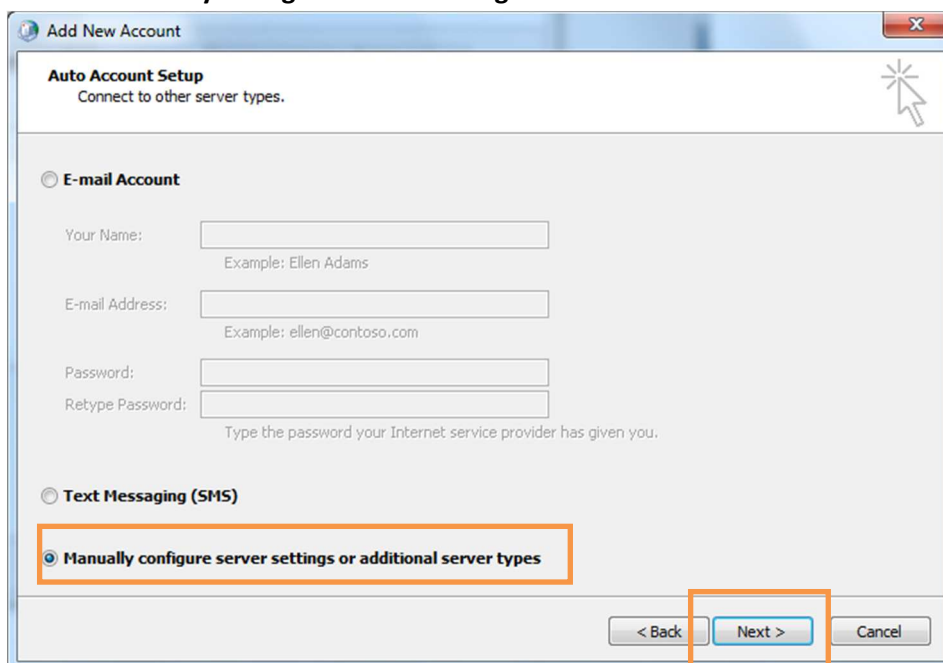 Add New Account
Auto Account Setup
Connect to other server types.
E-mail Account
Your Name:
Example: Ellen Adams
E-mail Address:
Example: ellen@contoso.com
Password:
Retype Password:
Type the password your Internet service provider has given you.
Text Messaging (SMS)
Manually configure server settings or additional server types
< Back Next > Cancel